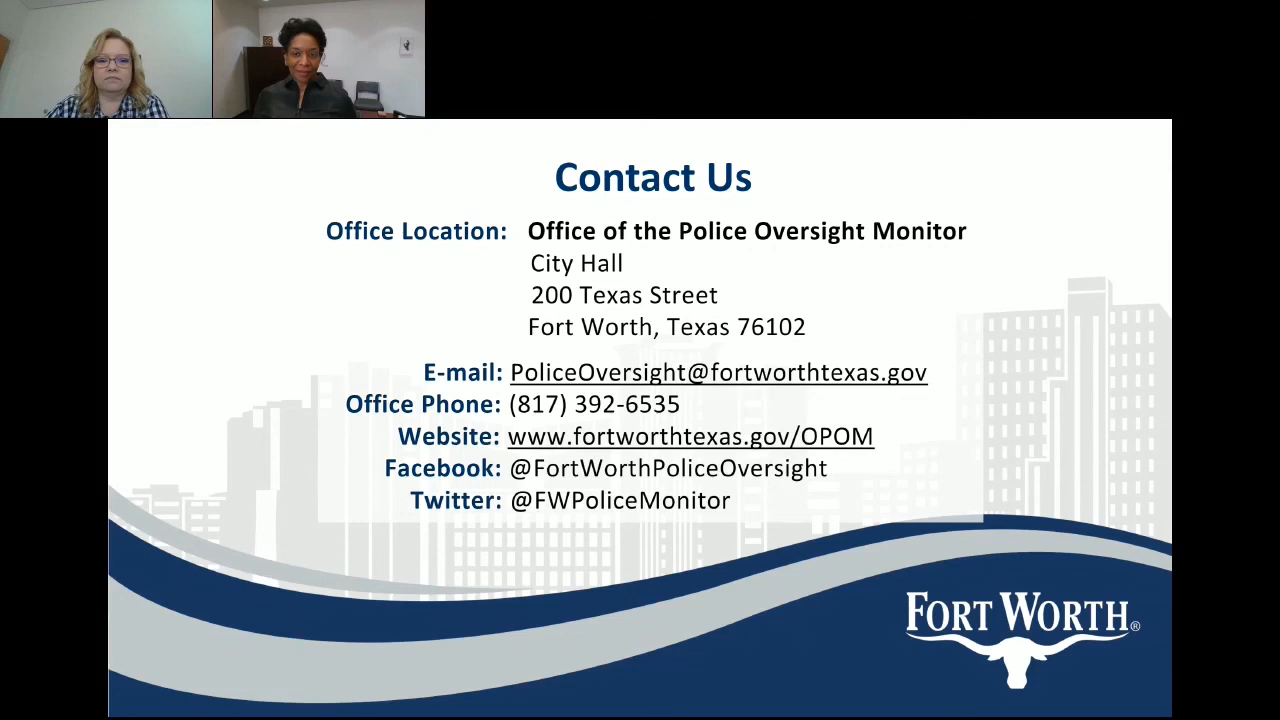 Contact Us
Office Location: Office of the Police Oversight Monitor
City Hall
200 Texas Street
Fort Worth, Texas 76102
E-mail: PoliceOversight@fortworthtexas.gov
Office Phone: (817) 392-6535
Website: www.fortworthtexas.gov/OPOM
Facebook: @FortWorthPoliceOversight
Twitter: @FWPoliceMonitor
FORT WORTH®